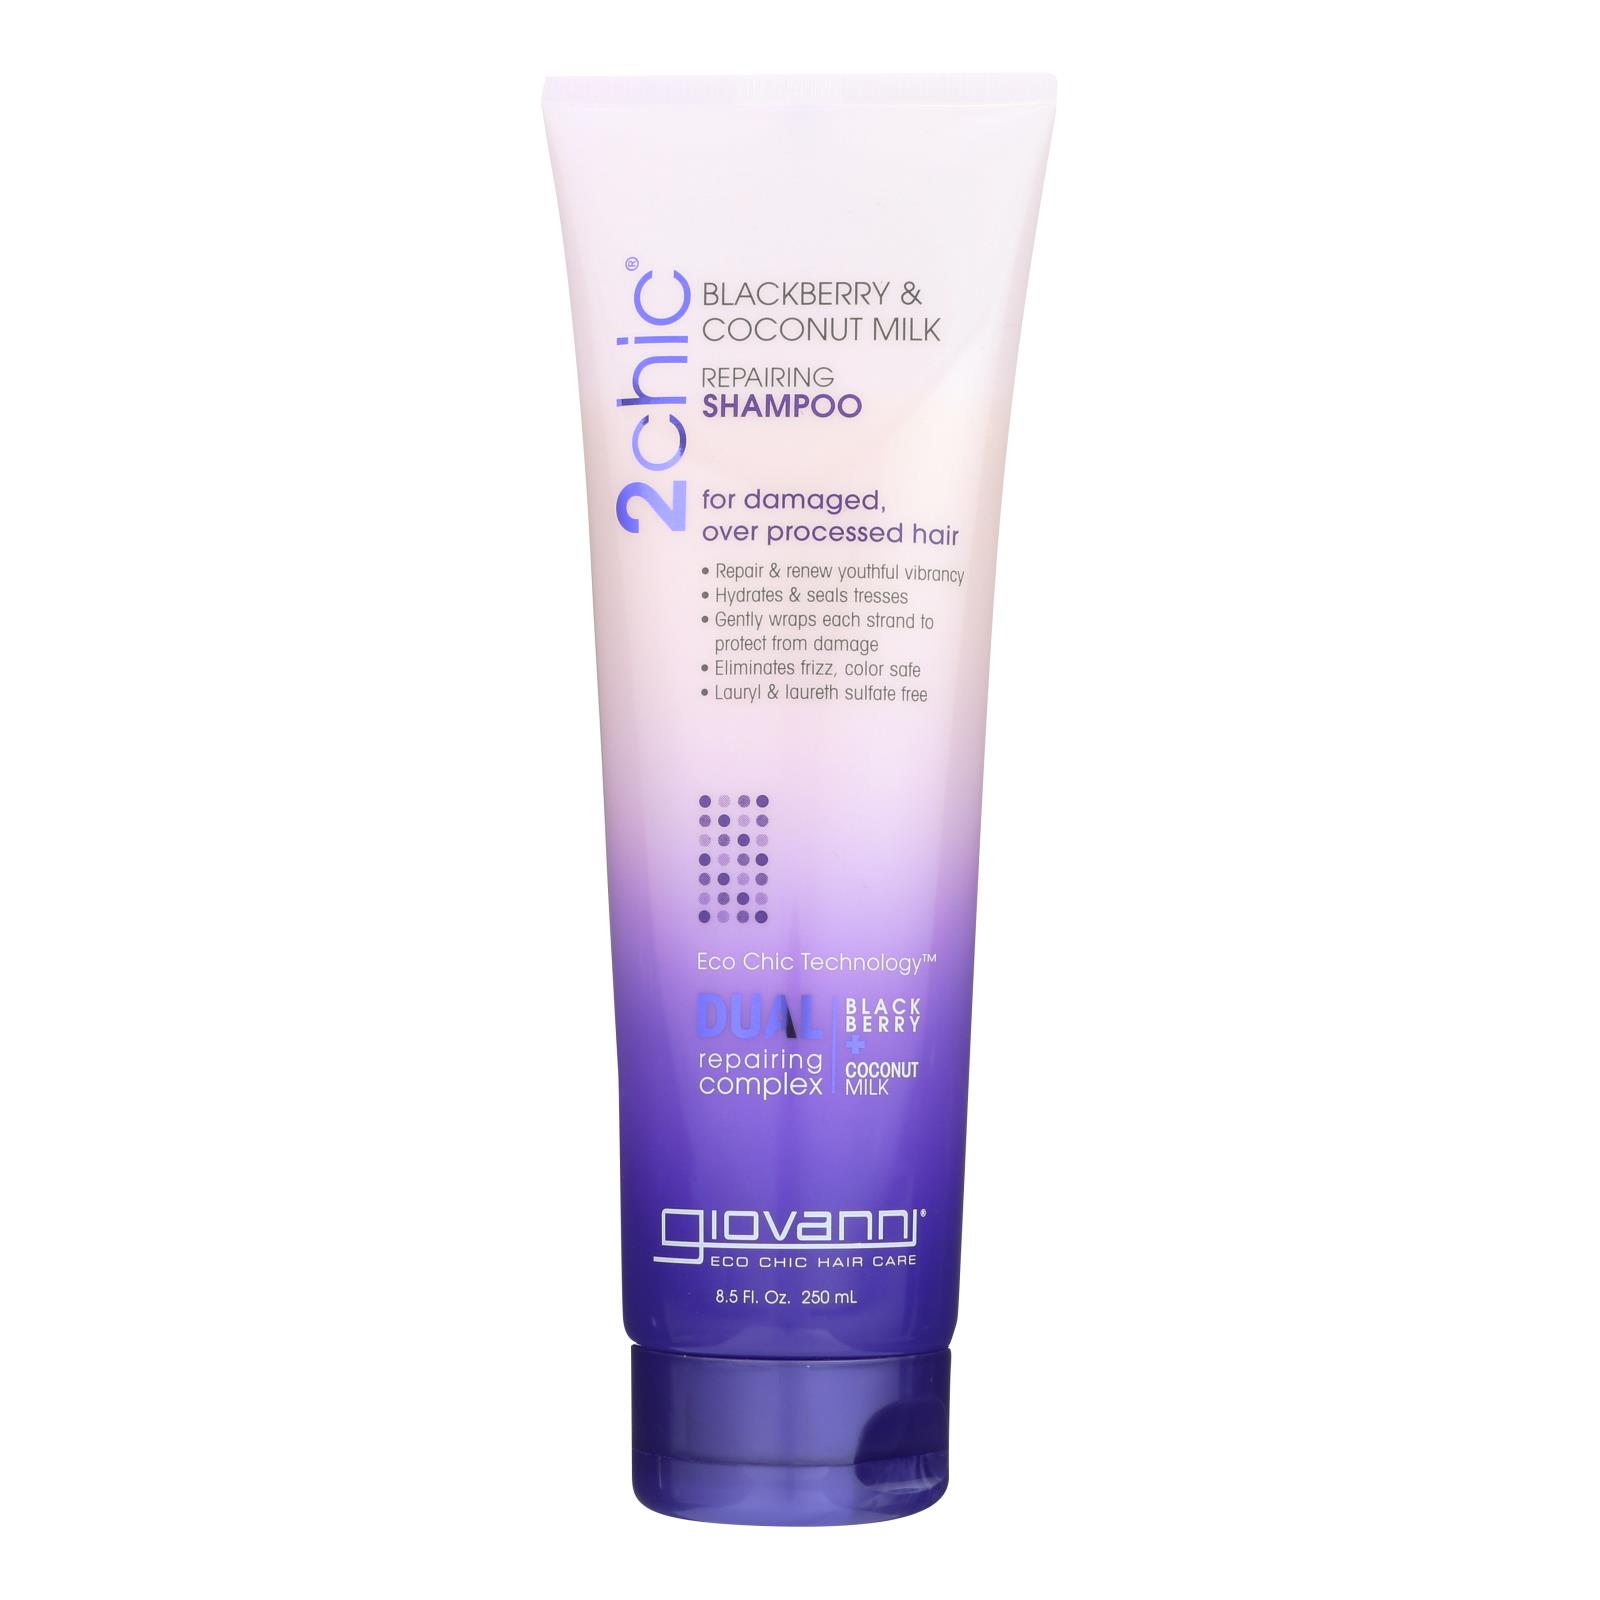 2chic®
BLACKBERRY &
COCONUT MILK
REPAIRING
SHAMPOO
for damaged,
over processed hair
• Repair & renew youthful vibrancy
• Hydrates & seals tresses
• Gently wraps each strand to
protect from damage
• Eliminates frizz, color safe
• Lauryl & laureth sulfate free
Eco Chic Technology™
DUAL
repairing
complex
BLACK
BERRY
+
COCONUT
MILK
giovanni®
ECO CHIC HAIR CARE
8.5 Fl. Oz. 250 mL